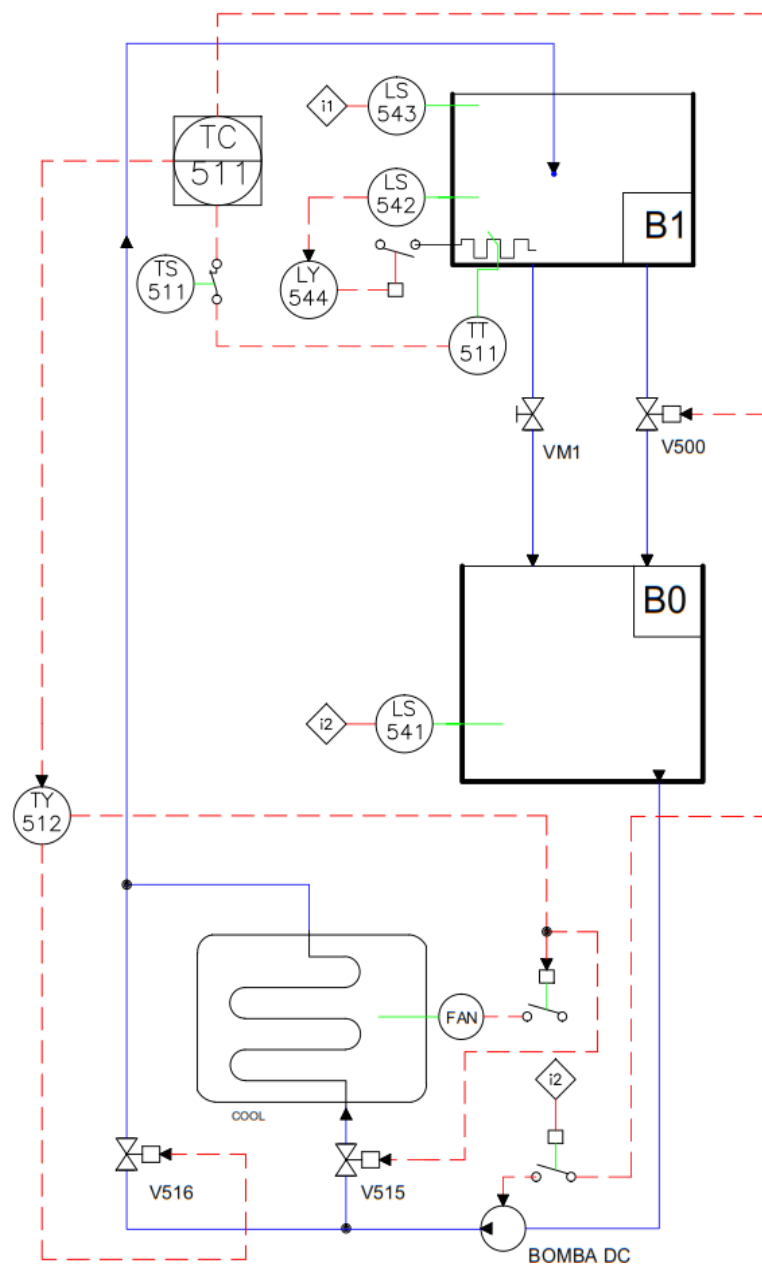 i1
LS
543
TC
511
LS
542
B1
TS
511
LY
544
TT
511
VM1
V500
B0
i2
LS
541
TY
512
FAN
i2
COOL
V516
V515
BOMBA DC